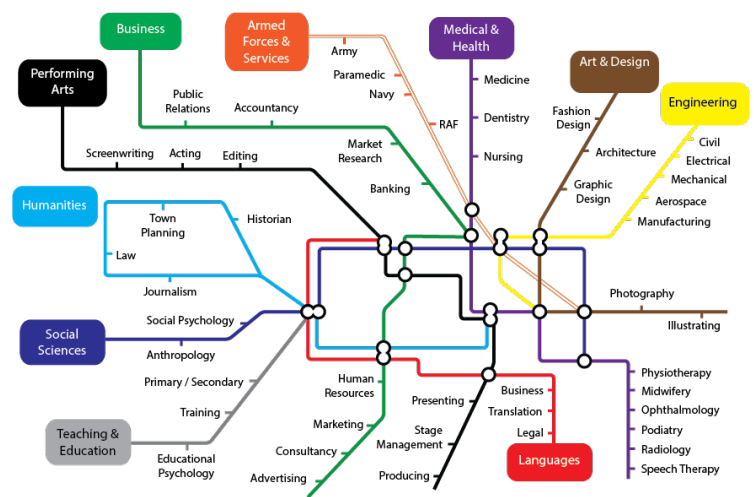 Business
Armed
Forces &
Services
Medical &
Health
Art & Design
Performing
Arts
Engineering
Army
Paramedic
Navy
RAF
Medicine
Dentistry
Nursing
Fashion
Design
Architecture
Graphic
Design
Civil
Electrical
Mechanical
Aerospace
Manufacturing
Public
Relations
Accountancy
Market
Research
Banking
Screenwriting
Acting
Editing
Humanities
Town
Planning
Historian
Law
Journalism
Social
Sciences
Social Psychology
Anthropology
Primary / Secondary
Training
Teaching &
Education
Educational
Psychology
Human
Resources
Marketing
Consultancy
Advertising
Presenting
Stage
Management
Producing
Business
Translation
Legal
Languages
Photography
Illustrating
Physiotherapy
Midwifery
Ophthalmology
Podiatry
Radiology
Speech Therapy